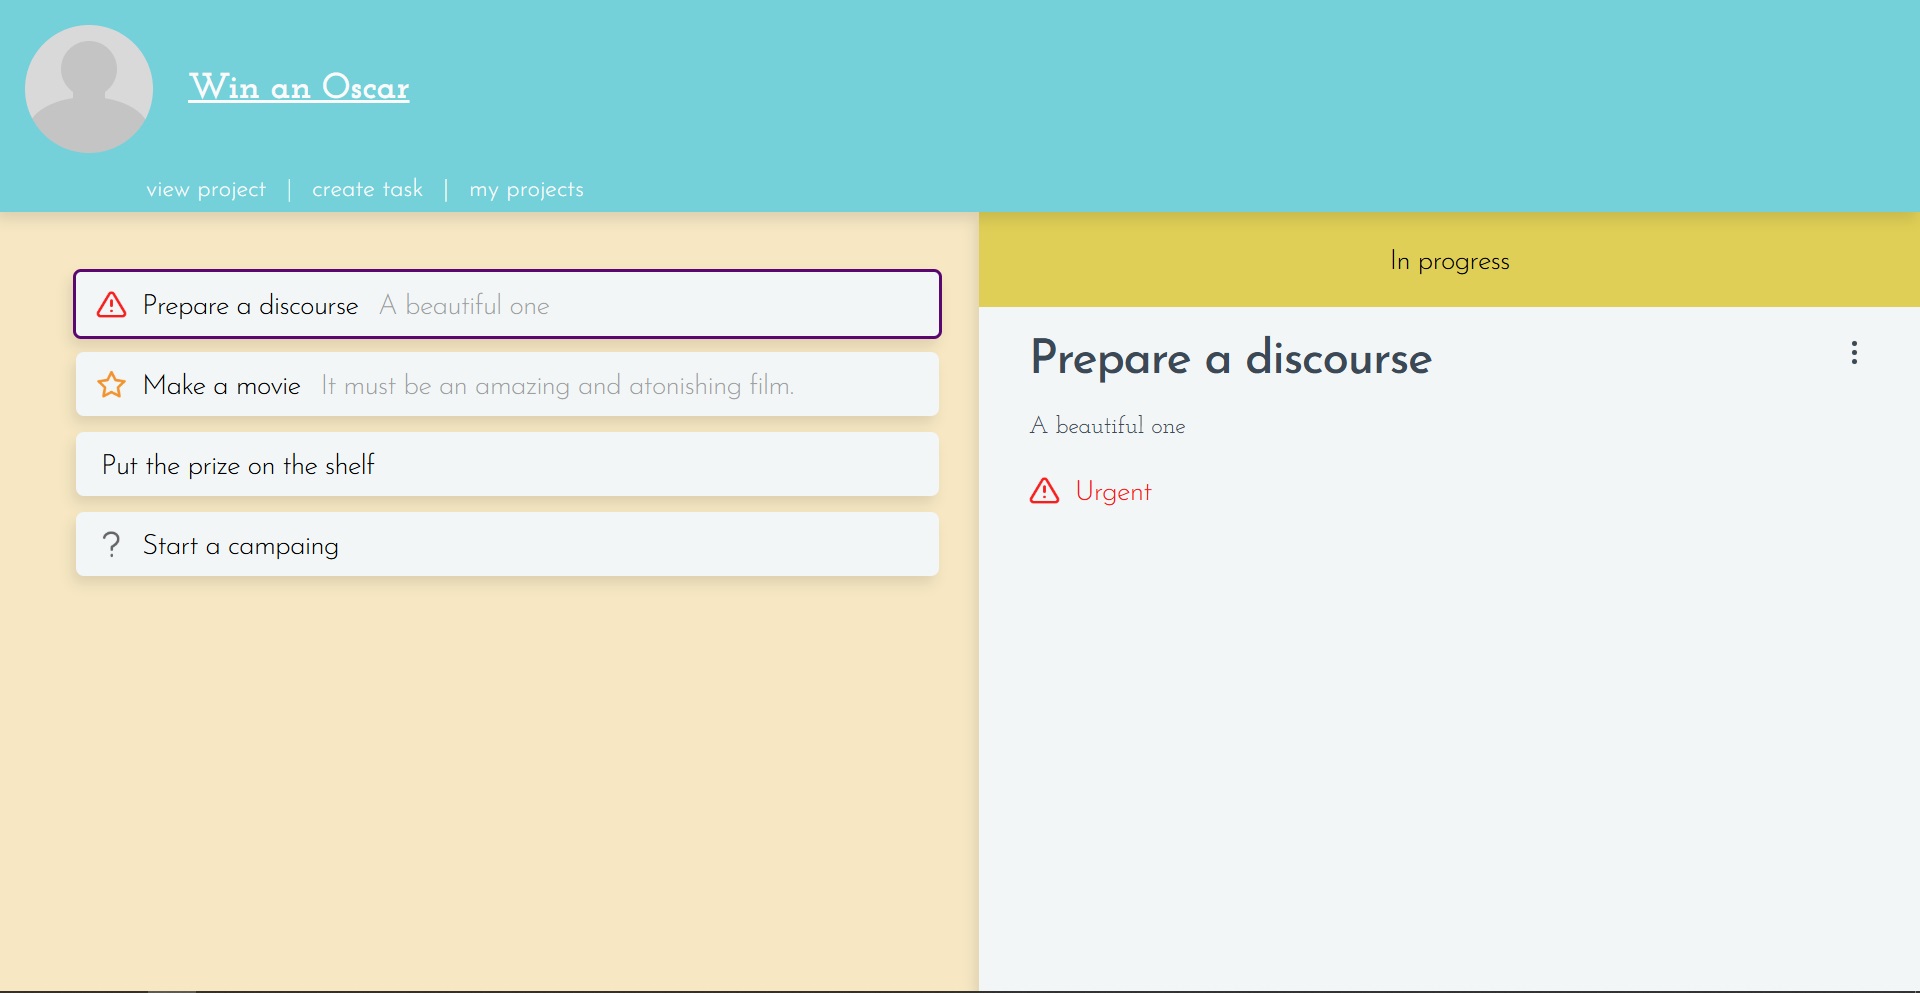 Win an Oscar
view project | create task | my projects
Prepare a discourse A beautiful one
Make a movie It must be an amazing and atonishing film.
Put the prize on the shelf
? Start a campaing
In progress
Prepare a discourse
A beautiful one
Urgent